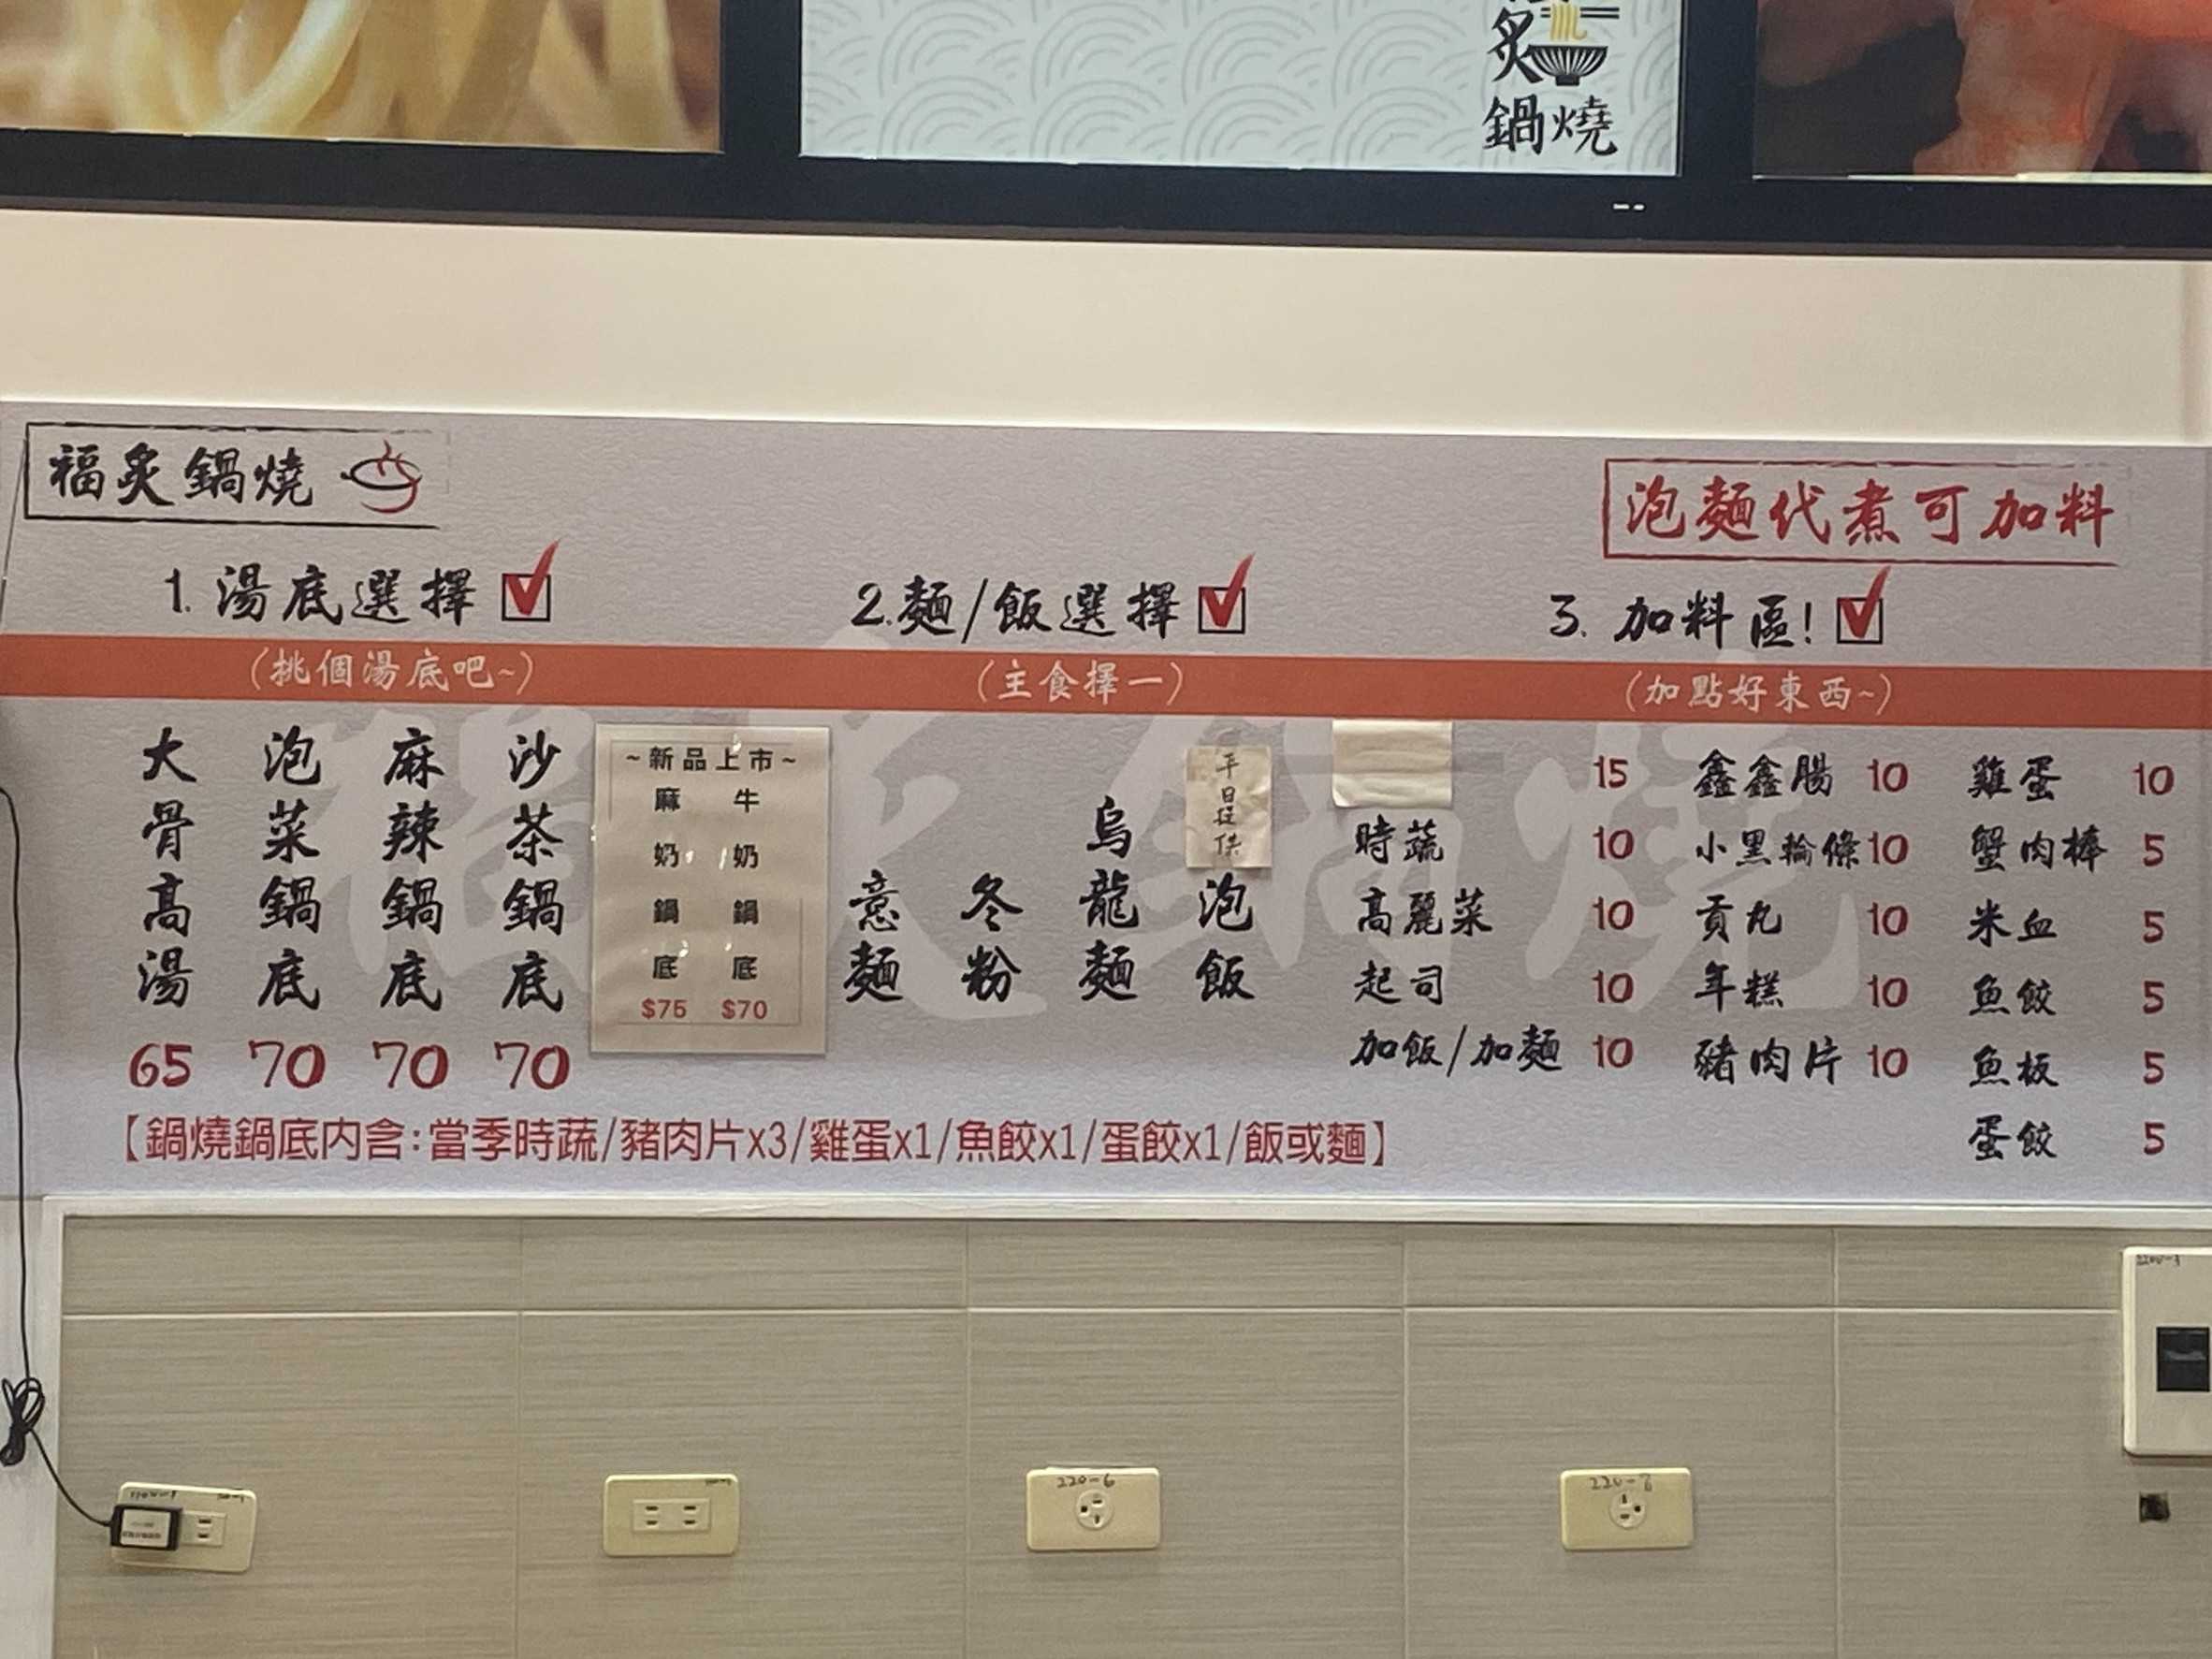 炙
鍋燒
福炙鍋燒
泡麵代煮可加料
1. 湯底選擇
2.麵/飯選擇
3. 加料區!
(挑個湯底吧~)
(主食擇一)
(加點好東西~)
大骨高湯 65
泡菜鍋底 70
麻辣鍋底 70
沙茶鍋底 70
~新品上市~
麻奶鍋底 $75
牛奶鍋底 $70
意麵
冬粉
烏龍麵
平日提供
泡飯
15
時蔬 10
高麗菜 10
起司 10
加飯/加麵 10
鑫鑫腸 10
小黑輪條 10
貢丸 10
年糕 10
豬肉片 10
雞蛋 10
蟹肉棒 5
米血 5
魚餃 5
魚板 5
蛋餃 5
【鍋燒鍋底內含:當季時蔬/豬肉片x3/雞蛋x1/魚餃x1/蛋餃x1/飯或麵】
220-6